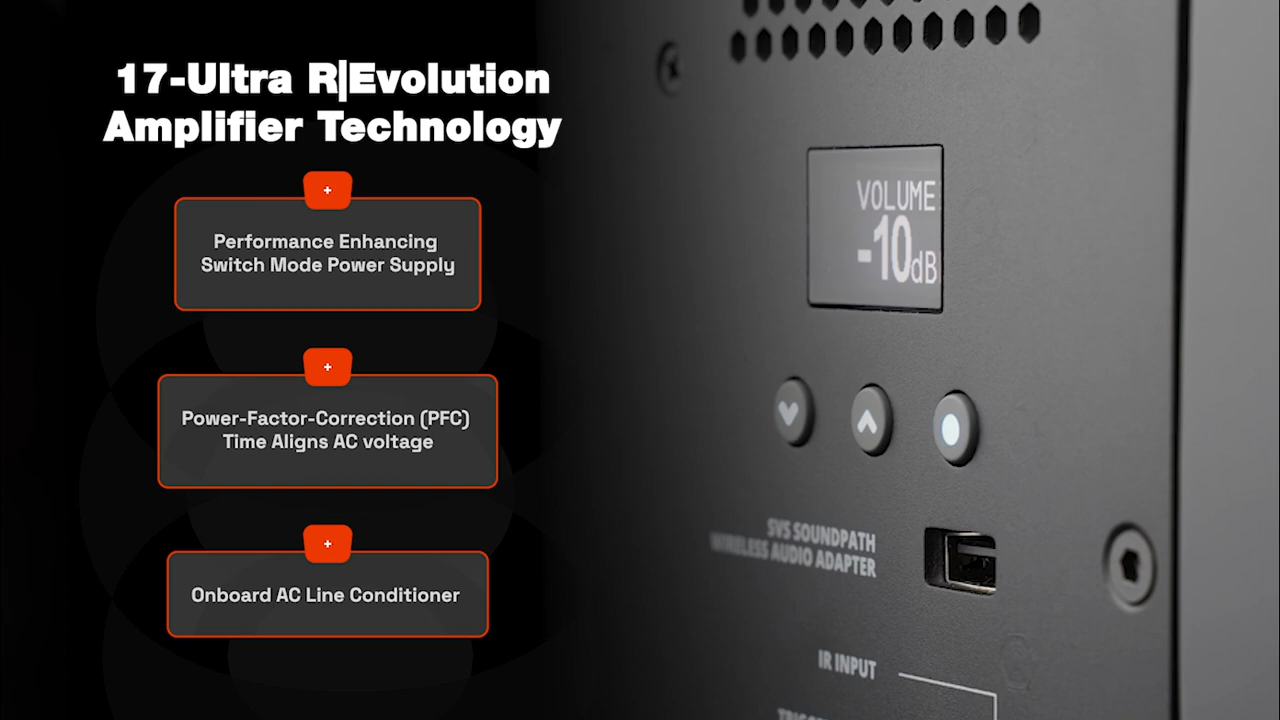 17-Ultra R|Evolution
Amplifier Technology
+
Performance Enhancing
Switch Mode Power Supply
+
Power-Factor-Correction (PFC)
Time Aligns AC voltage
+
Onboard AC Line Conditioner
VOLUME
-10dB
SVS SOUNDPATH
WIRELESS AUDIO ADAPTER
IR INPUT